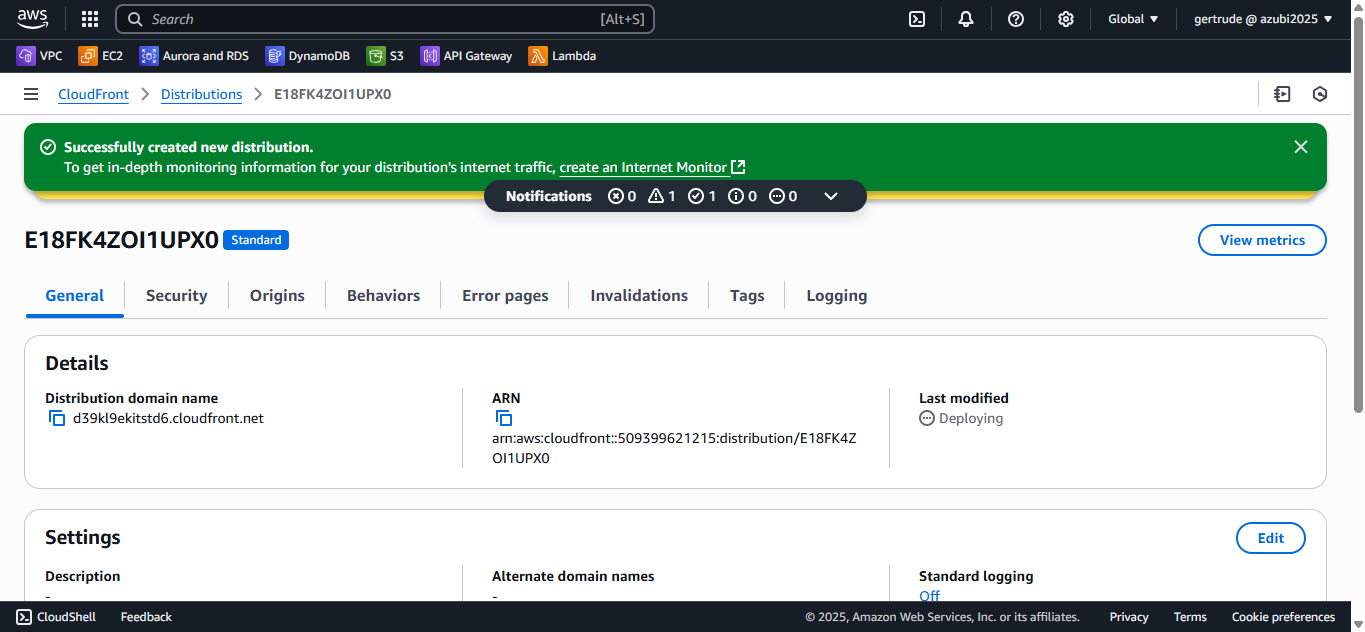 aws
Search [Alt+S]
Global ▼
gertrude @ azubi2025 ▼
VPC EC2 Aurora and RDS DynamoDB S3 API Gateway Lambda
CloudFront > Distributions > E18FK4ZOI1UPX0
Successfully created new distribution.
To get in-depth monitoring information for your distribution's internet traffic, create an Internet Monitor
Notifications 0 1 1 0 0
E18FK4ZOI1UPX0 Standard
View metrics
General Security Origins Behaviors Error pages Invalidations Tags Logging
Details
Distribution domain name
d39kl9ekitstd6.cloudfront.net
ARN
arn:aws:cloudfront::509399621215:distribution/E18FK4Z
OI1UPX0
Last modified
Deploying
Settings
Edit
Description
-
Alternate domain names
-
Standard logging
Off
CloudShell Feedback
© 2025, Amazon Web Services, Inc. or its affiliates. Privacy Terms Cookie preferences